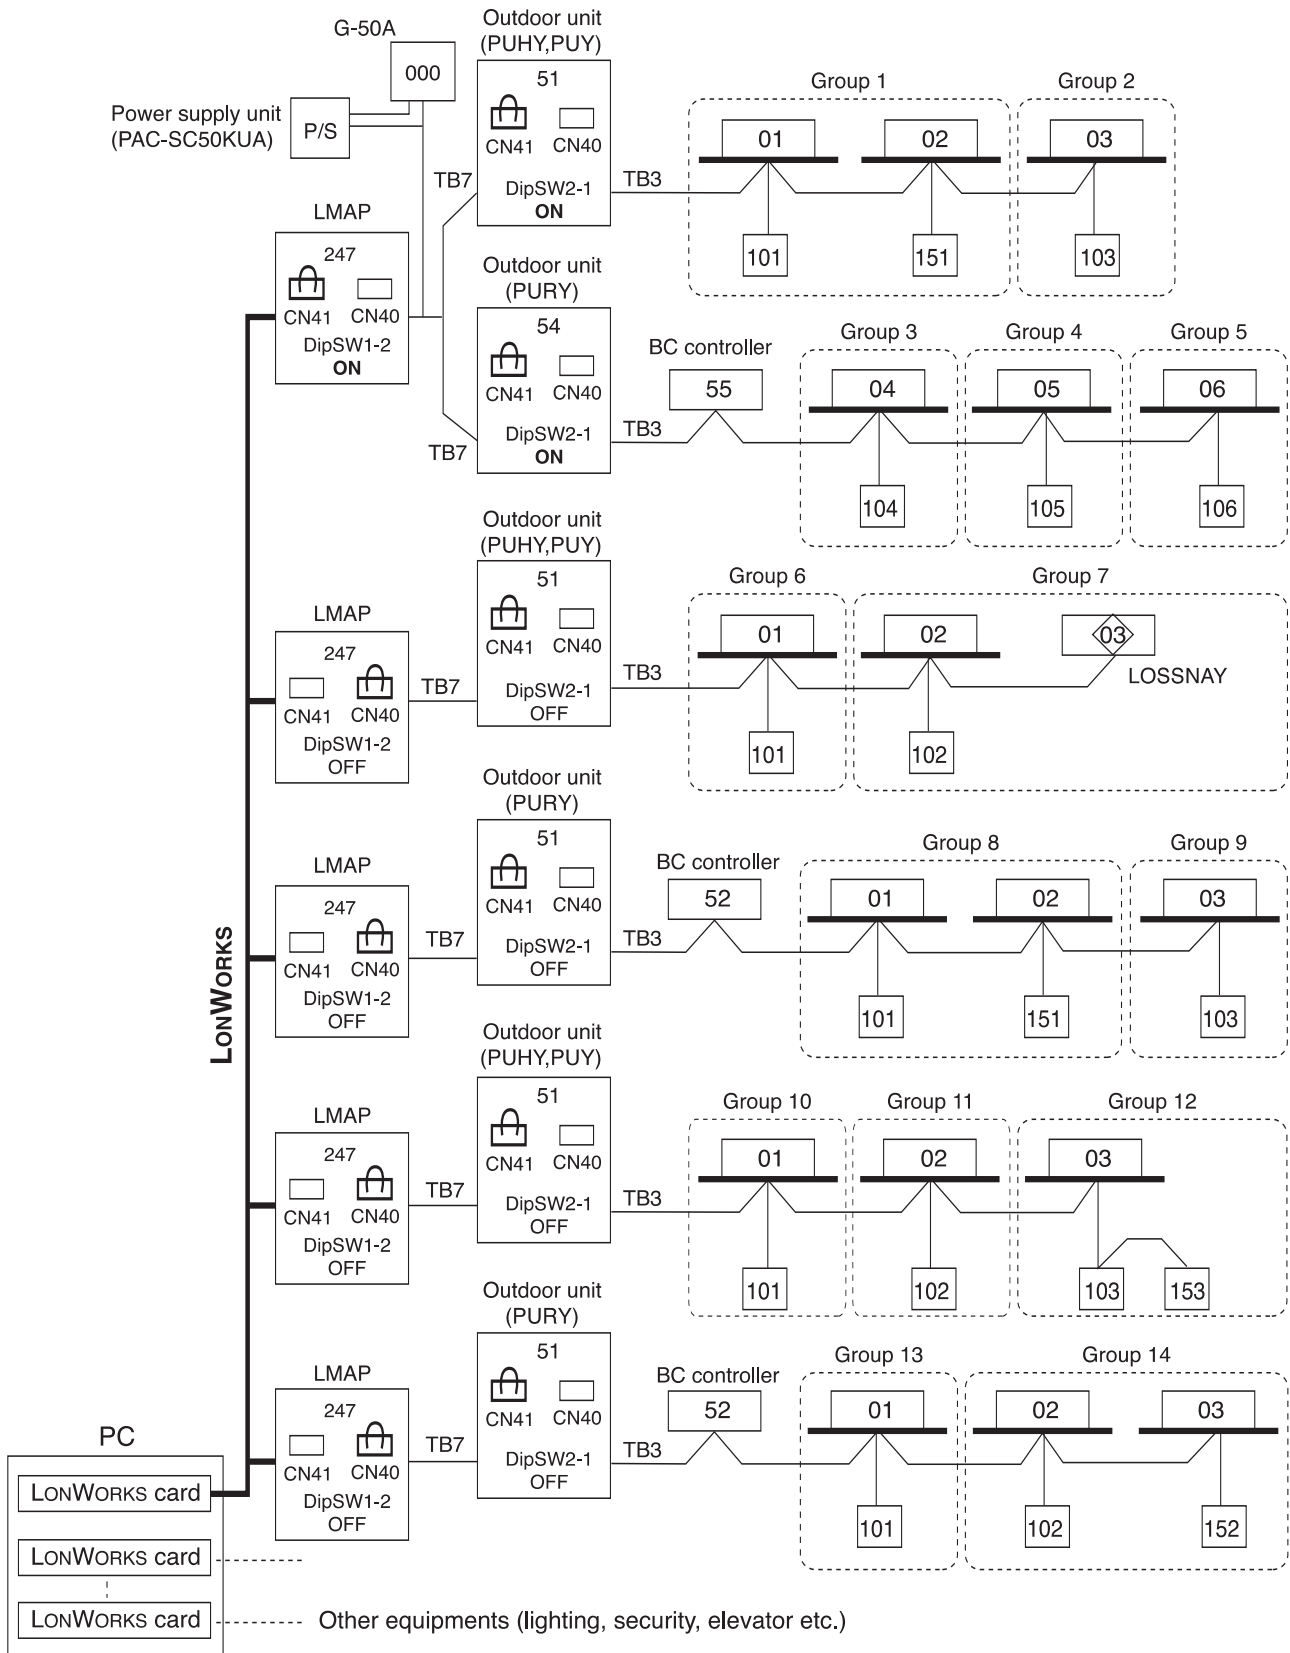 G-50A
000
Power supply unit
(PAC-SC50KUA)
P/S
Outdoor unit
(PUHY,PUY)
51
CN41 CN40
DipSW2-1
ON
TB7
TB3
Group 1
01
02
101
151
Group 2
03
103
LMAP
247
CN41 CN40
DipSW1-2
ON
Outdoor unit
(PURY)
54
CN41 CN40
DipSW2-1
ON
TB7
TB3
BC controller
55
Group 3
04
104
Group 4
05
105
Group 5
06
106
LMAP
247
CN41 CN40
DipSW1-2
OFF
TB7
Outdoor unit
(PUHY,PUY)
51
CN41 CN40
DipSW2-1
OFF
TB3
Group 6
01
101
Group 7
02
03
LOSSNAY
102
LMAP
247
CN41 CN40
DipSW1-2
OFF
TB7
Outdoor unit
(PURY)
51
CN41 CN40
DipSW2-1
OFF
TB3
BC controller
52
Group 8
01
02
101
151
Group 9
03
103
LONWORKS
LMAP
247
CN41 CN40
DipSW1-2
OFF
TB7
Outdoor unit
(PUHY,PUY)
51
CN41 CN40
DipSW2-1
OFF
TB3
Group 10
01
101
Group 11
02
102
Group 12
03
103
153
LMAP
247
CN41 CN40
DipSW1-2
OFF
TB7
Outdoor unit
(PURY)
51
CN41 CN40
DipSW2-1
OFF
TB3
BC controller
52
Group 13
01
101
Group 14
02
03
102
152
PC
LONWORKS card
LONWORKS card
LONWORKS card
Other equipments (lighting, security, elevator etc.)